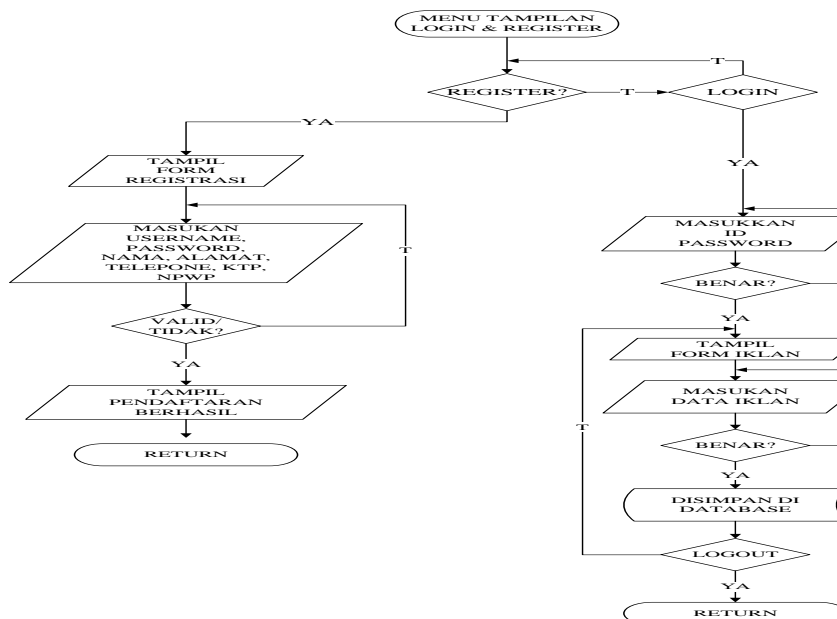 MENU TAMPILAN
LOGIN & REGISTER
T
REGISTER?
T
LOGIN
YA
TAMPIL
FORM
REGISTRASI
MASUKAN
USERNAME,
PASSWORD,
NAMA, ALAMAT,
TELEPONE, KTP,
NPWP
T
VALID/
TIDAK?
YA
TAMPIL
PENDAFTARAN
BERHASIL
RETURN
YA
MASUKKAN
ID
PASSWORD
BENAR?
YA
TAMPIL
FORM IKLAN
MASUKAN
DATA IKLAN
T
BENAR?
YA
DISIMPAN DI
DATABASE
LOGOUT
YA
RETURN